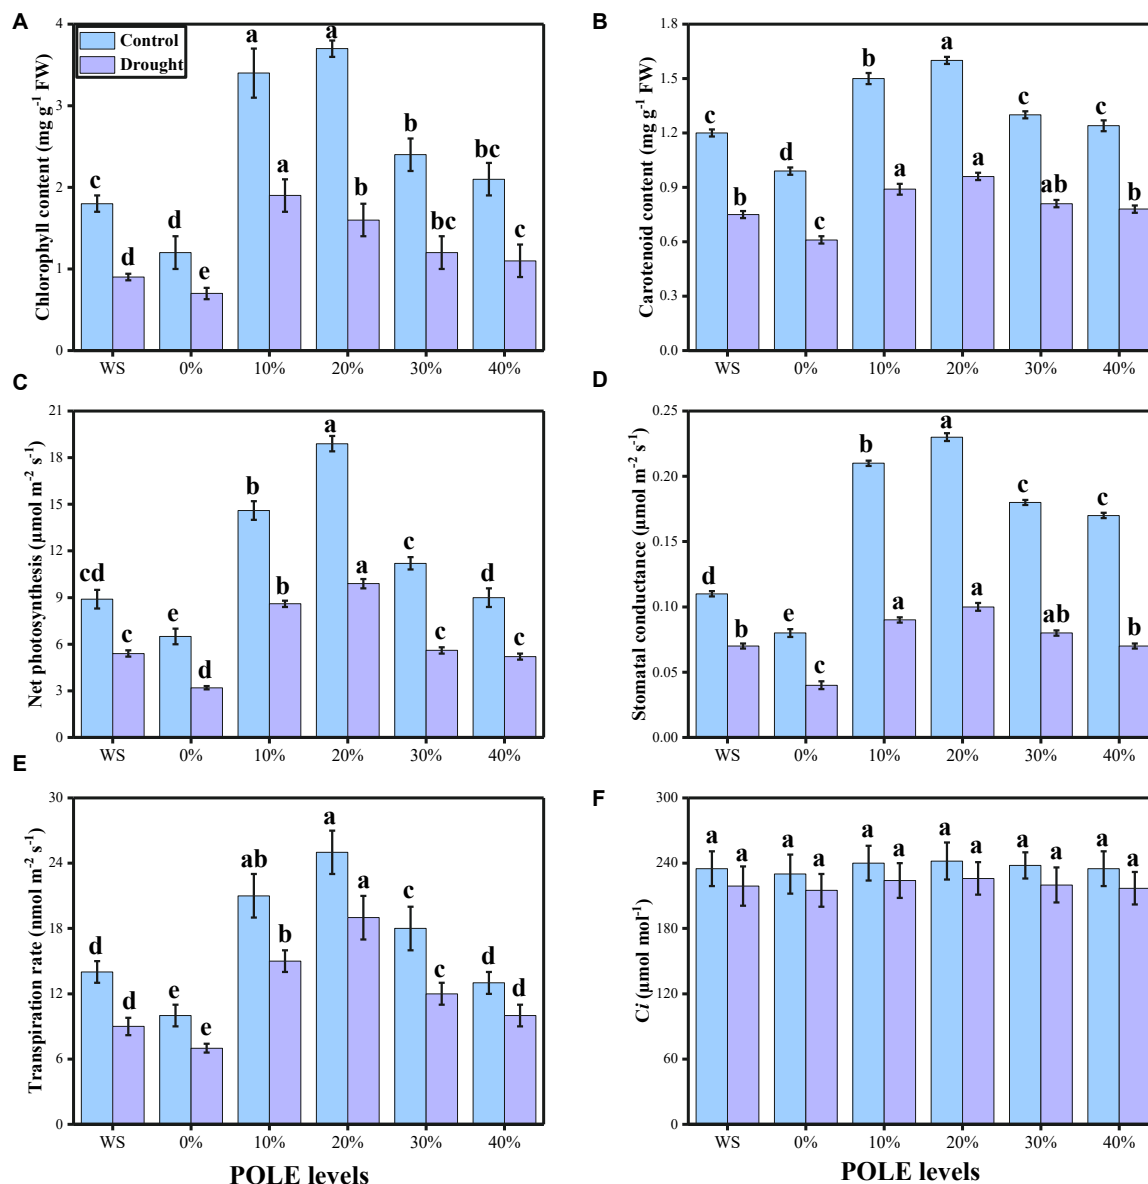 A
Control
Drought
Chlorophyll content (mg g⁻¹ FW)
4
3
2
1
0
c
d
d
e
a
a
a
b
b
bc
bc
c
WS
0%
10%
20%
30%
40%
B
Carotenoid content (mg g⁻¹ FW)
1.8
1.5
1.2
0.9
0.6
0.3
0.0
c
b
d
c
b
a
a
a
c
ab
c
b
WS
0%
10%
20%
30%
40%
C
Net photosynthesis (µmol m⁻² s⁻¹)
21
18
15
12
9
6
3
0
cd
c
e
d
b
b
a
a
c
c
d
c
WS
0%
10%
20%
30%
40%
D
Stomatal conductance (µmol m⁻² s⁻¹)
0.25
0.20
0.15
0.10
0.05
0.00
d
b
e
c
b
a
a
a
c
ab
c
b
WS
0%
10%
20%
30%
40%
E
Transpiration rate (nmol m⁻² s⁻¹)
30
24
18
12
6
0
d
d
e
e
ab
b
a
a
c
c
d
d
WS
0%
10%
20%
30%
40%
POLE levels
F
Ci (µmol mol⁻¹)
300
240
180
120
60
0
a
a
a
a
a
a
a
a
a
a
a
a
WS
0%
10%
20%
30%
40%
POLE levels